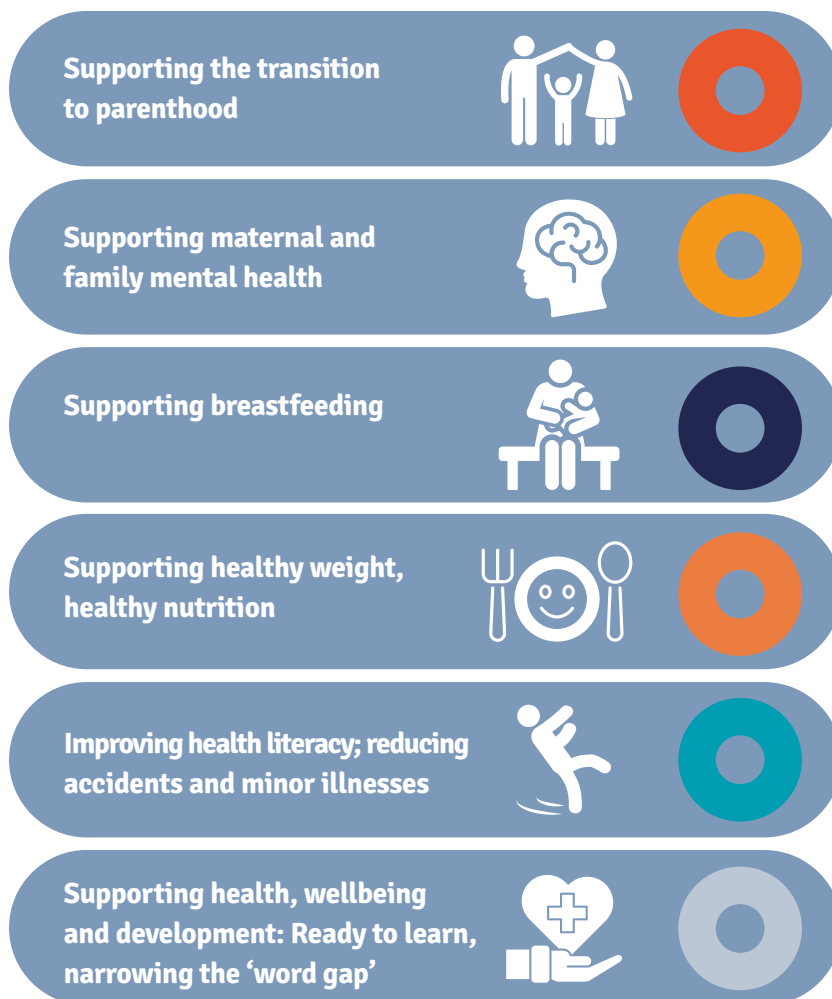 Supporting the transition
to parenthood
Supporting maternal and
family mental health
Supporting breastfeeding
Supporting healthy weight,
healthy nutrition
Improving health literacy; reducing
accidents and minor illnesses
Supporting health, wellbeing
and development: Ready to learn,
narrowing the ‘word gap’